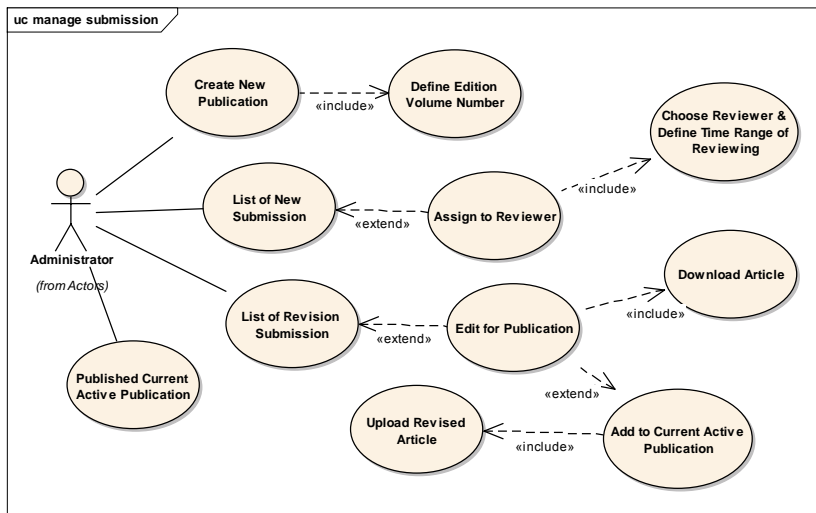 uc manage submission
Create New
Publication
«include»
Define Edition
Volume Number
Choose Reviewer &
Define Time Range of
Reviewing
«include»
List of New
Submission
«extend»
Assign to Reviewer
Administrator
(from Actors)
Download Article
«include»
List of Revision
Submission
«extend»
Edit for Publication
«extend»
Published Current
Active Publication
Upload Revised
Article
«include»
Add to Current Active
Publication